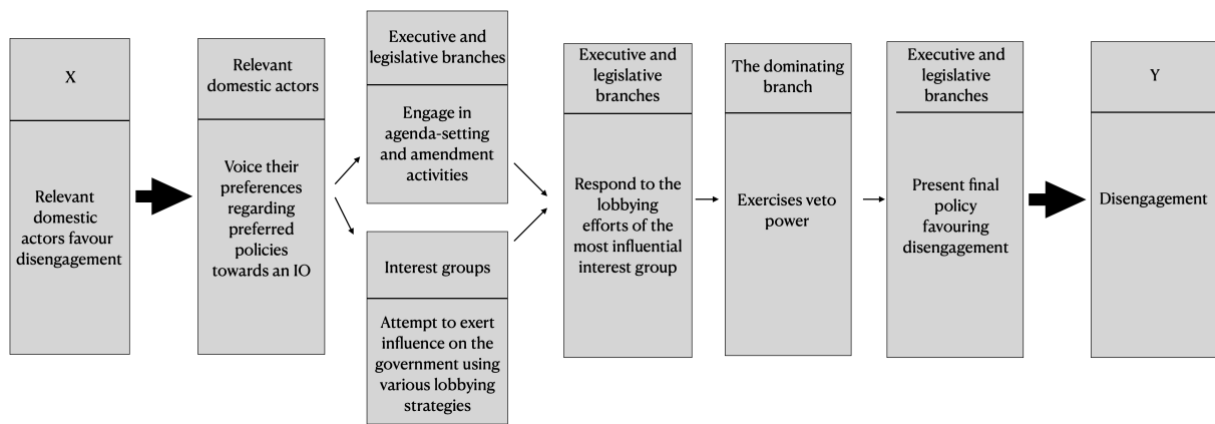 X
Relevant
domestic
actors favour
disengagement
Relevant
domestic actors
Voice their
preferences
regarding
preferred
policies
towards an IO
Executive and
legislative branches
Engage in
agenda-setting
and amendment
activities
Interest groups
Attempt to exert
influence on the
government using
various lobbying
strategies
Executive and
legislative
branches
Respond to the
lobbying
efforts of the
most influential
interest group
The dominating
branch
Exercises veto
power
Executive and
legislative
branches
Present final
policy
favouring
disengagement
Y
Disengagement